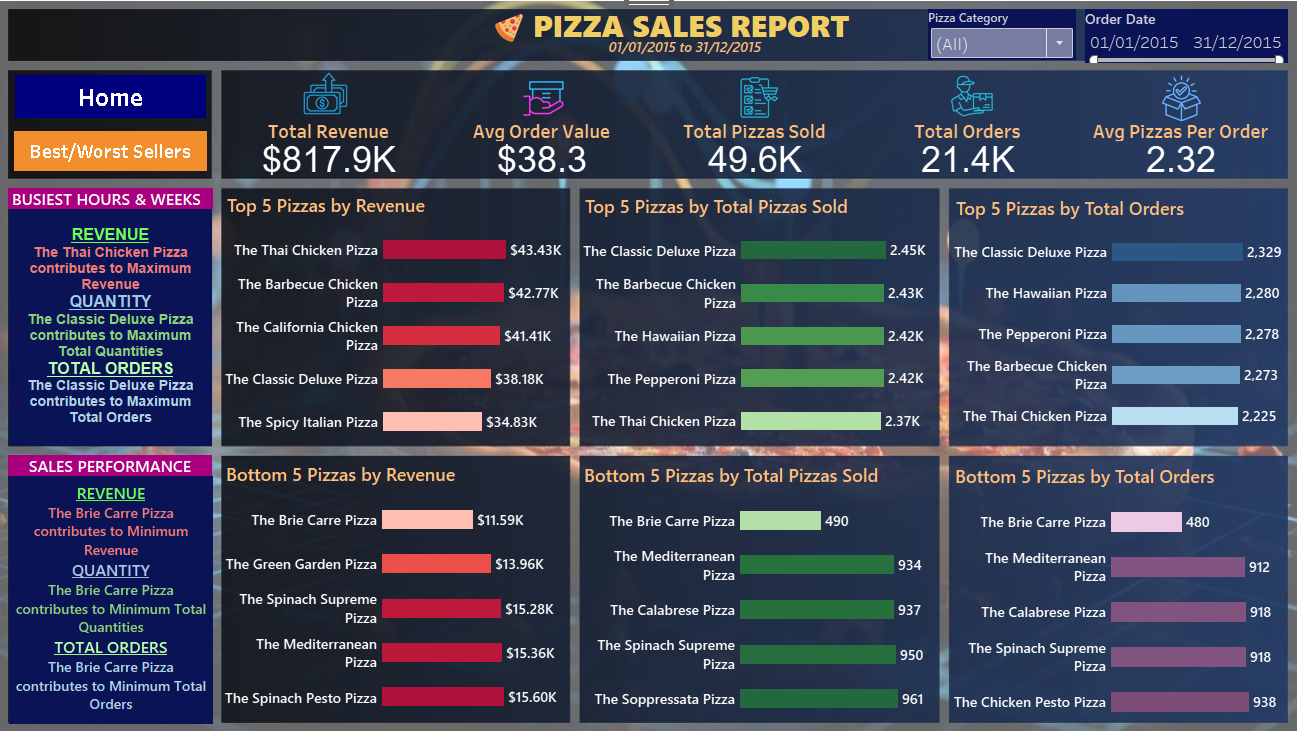 PIZZA SALES REPORT
01/01/2015 to 31/12/2015
Pizza Category
(All)
Order Date
01/01/2015 31/12/2015
Home
Best/Worst Sellers
Total Revenue
$817.9K
Avg Order Value
$38.3
Total Pizzas Sold
49.6K
Total Orders
21.4K
Avg Pizzas Per Order
2.32
BUSIEST HOURS & WEEKS
REVENUE
The Thai Chicken Pizza
contributes to Maximum
Revenue
QUANTITY
The Classic Deluxe Pizza
contributes to Maximum
Total Quantities
TOTAL ORDERS
The Classic Deluxe Pizza
contributes to Maximum
Total Orders
Top 5 Pizzas by Revenue
The Thai Chicken Pizza $43.43K
The Barbecue Chicken
Pizza $42.77K
The California Chicken
Pizza $41.41K
The Classic Deluxe Pizza $38.18K
The Spicy Italian Pizza $34.83K
Top 5 Pizzas by Total Pizzas Sold
The Classic Deluxe Pizza 2.45K
The Barbecue Chicken
Pizza 2.43K
The Hawaiian Pizza 2.42K
The Pepperoni Pizza 2.42K
The Thai Chicken Pizza 2.37K
Top 5 Pizzas by Total Orders
The Classic Deluxe Pizza 2,329
The Hawaiian Pizza 2,280
The Pepperoni Pizza 2,278
The Barbecue Chicken
Pizza 2,273
The Thai Chicken Pizza 2,225
SALES PERFORMANCE
REVENUE
The Brie Carre Pizza
contributes to Minimum
Revenue
QUANTITY
The Brie Carre Pizza
contributes to Minimum Total
Quantities
TOTAL ORDERS
The Brie Carre Pizza
contributes to Minimum Total
Orders
Bottom 5 Pizzas by Revenue
The Brie Carre Pizza $11.59K
The Green Garden Pizza $13.96K
The Spinach Supreme
Pizza $15.28K
The Mediterranean
Pizza $15.36K
The Spinach Pesto Pizza $15.60K
Bottom 5 Pizzas by Total Pizzas Sold
The Brie Carre Pizza 490
The Mediterranean
Pizza 934
The Calabrese Pizza 937
The Spinach Supreme
Pizza 950
The Soppressata Pizza 961
Bottom 5 Pizzas by Total Orders
The Brie Carre Pizza 480
The Mediterranean
Pizza 912
The Calabrese Pizza 918
The Spinach Supreme
Pizza 918
The Chicken Pesto Pizza 938